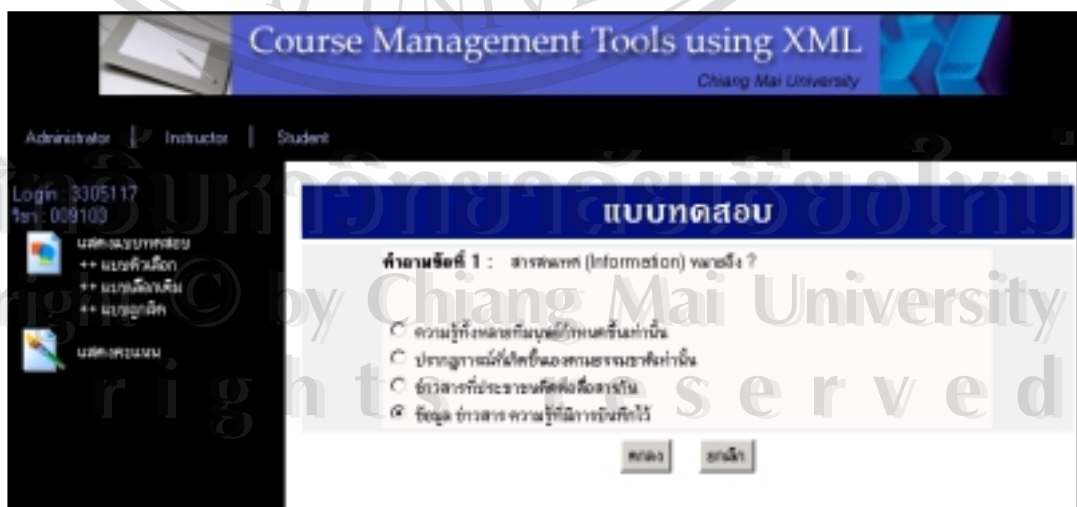 Course Management Tools using XML
Chiang Mai University
Administrator | Instructor | Student
Login : 3305117
วิชา : 009103
แสดงแบบทดสอบ
++ แบบตัวเลือก
++ แบบเลือกเติม
++ แบบถูกผิด
แสดงคะแนน
แบบทดสอบ
คำถามข้อที่ 1 : สารสนเทศ (Information) หมายถึง ?
ความรู้ทั้งหลายที่มนุษย์กำหนดขึ้นเท่านั้น
ปรากฏการณ์ที่เกิดขึ้นเองตามธรรมชาติเท่านั้น
ข่าวสารที่ประชาชนติดต่อสื่อสารกัน
ข้อมูล ข่าวสาร ความรู้ที่มีการบันทึกไว้
ตกลง ยกเลิก
by Chiang Mai University
rights reserved